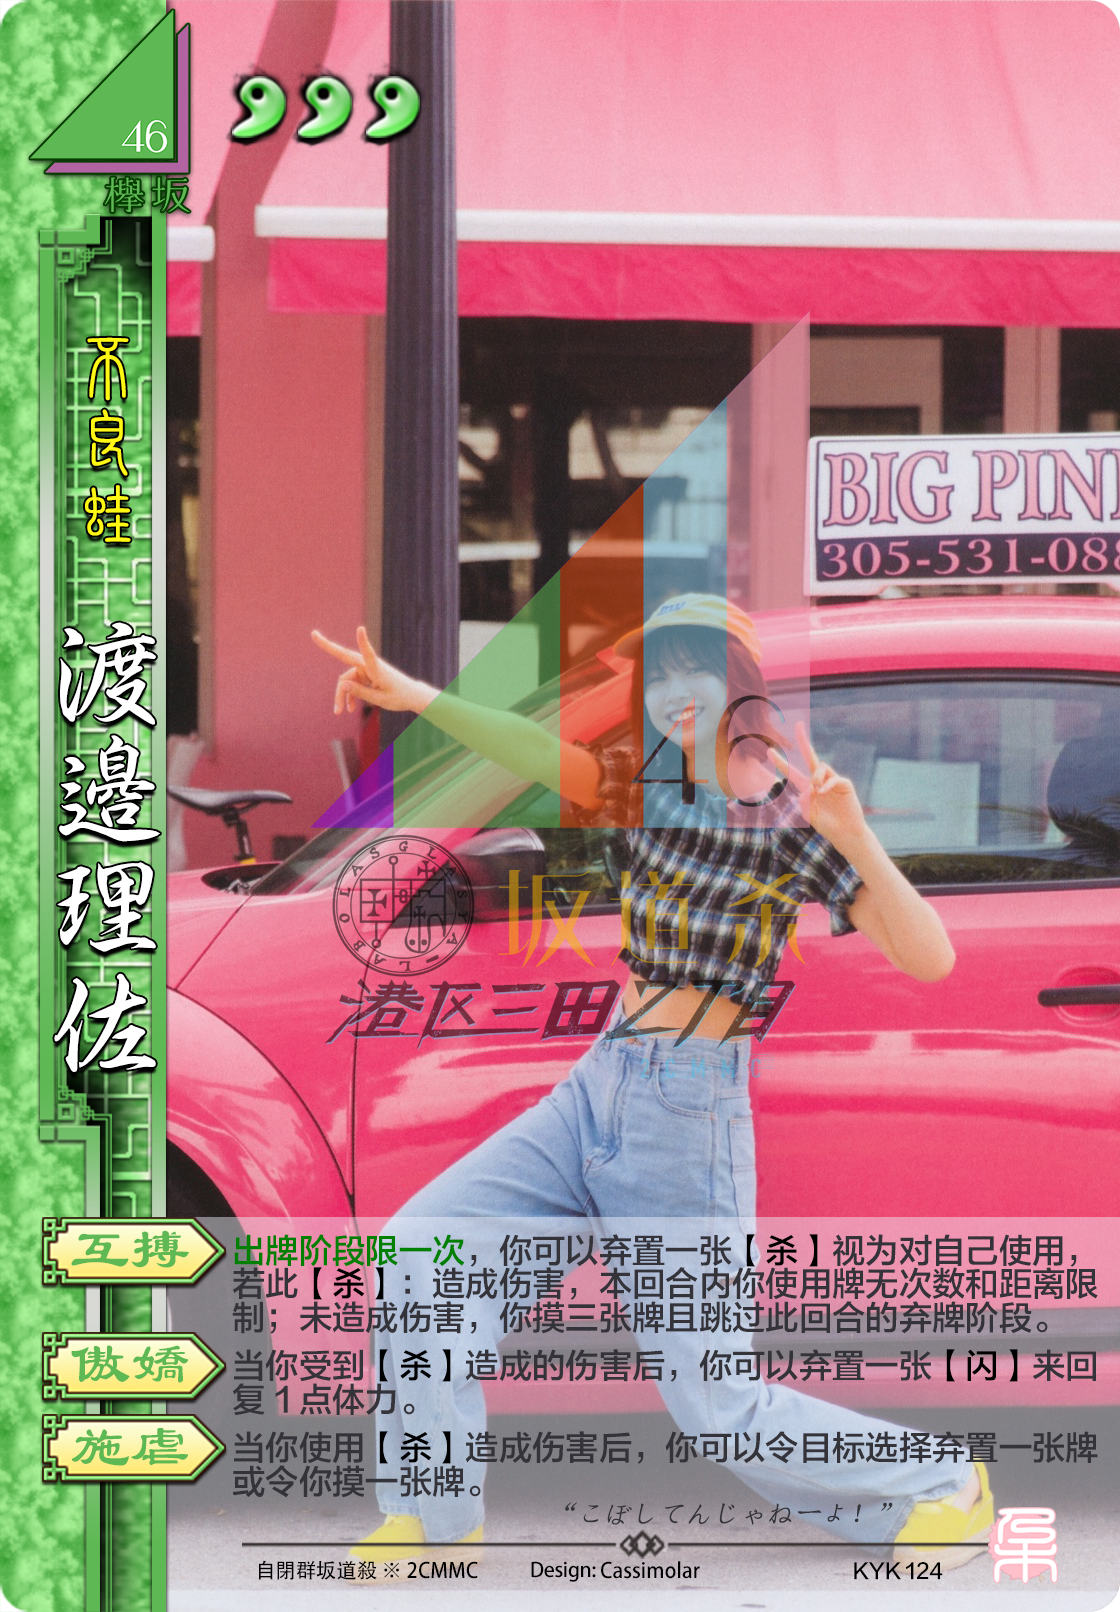 46
欅坂
不良蛙
渡邉理佐
BIG PIN
305-531-088
46
LASGLASYALABO
坂道杀
港区三田2丁目
互搏
出牌阶段限一次，你可以弃置一张【杀】视为对自己使用，
若此【杀】：造成伤害，本回合内你使用牌无次数和距离限
制；未造成伤害，你摸三张牌且跳过此回合的弃牌阶段。
傲嬌
当你受到【杀】造成的伤害后，你可以弃置一张【闪】来回
复1点体力。
施虐
当你使用【杀】造成伤害后，你可以令目标选择弃置一张牌
或令你摸一张牌。
“こぼしてんじゃねーよ！”
自閉群坂道殺 ※ 2CMMC
Design: Cassimolar
KYK 124